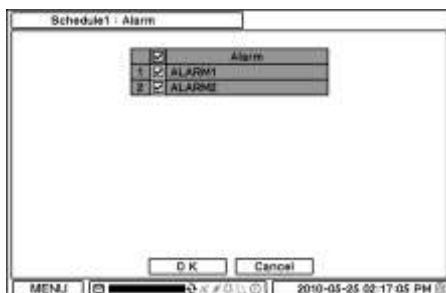 Schedule1 : Alarm
Alarm
1 ALARM1
2 ALARM2
OK Cancel
MENU 2010-05-25 02:17:05 PM